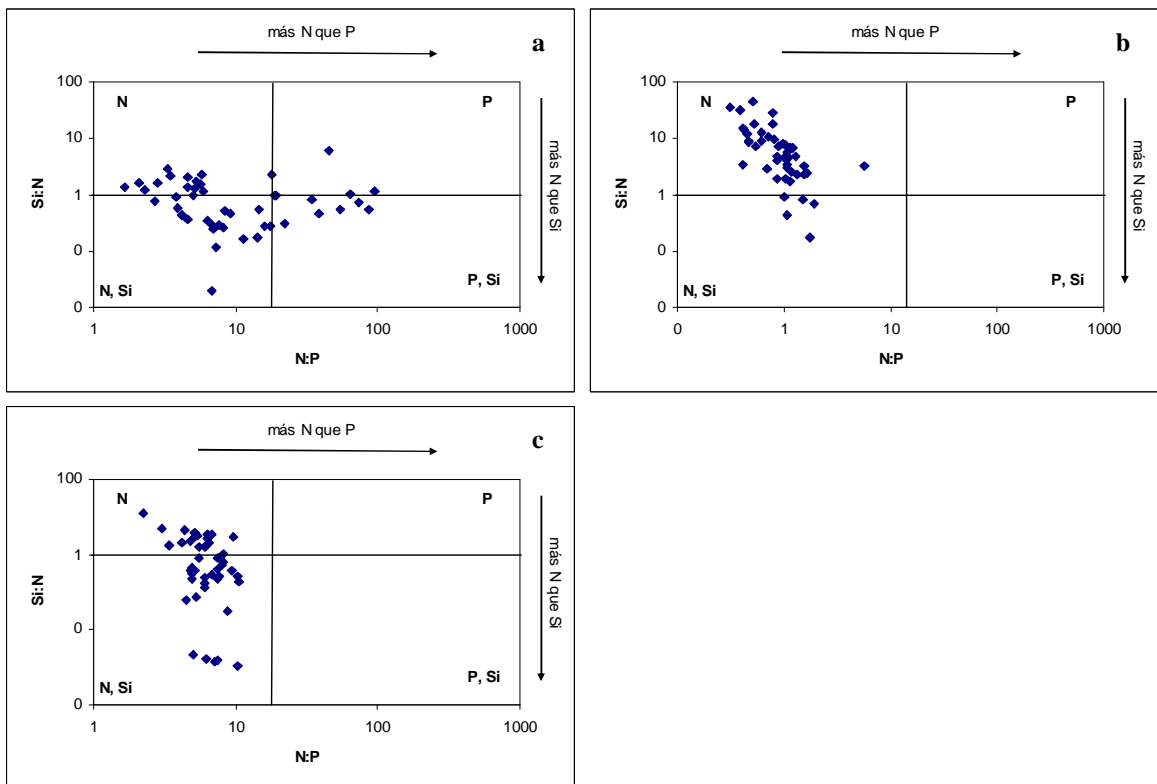 más N que P
a
100
N
P
10
Si:N
1
más N que Si
0
N, Si
P, Si
0
1
10
100
1000
N:P
más N que P
b
100
N
P
10
Si:N
1
más N que Si
0
N, Si
P, Si
0
0
1
10
100
1000
N:P
más N que P
c
100
N
P
Si:N
1
más N que Si
0
N, Si
P, Si
0
1
10
100
1000
N:P